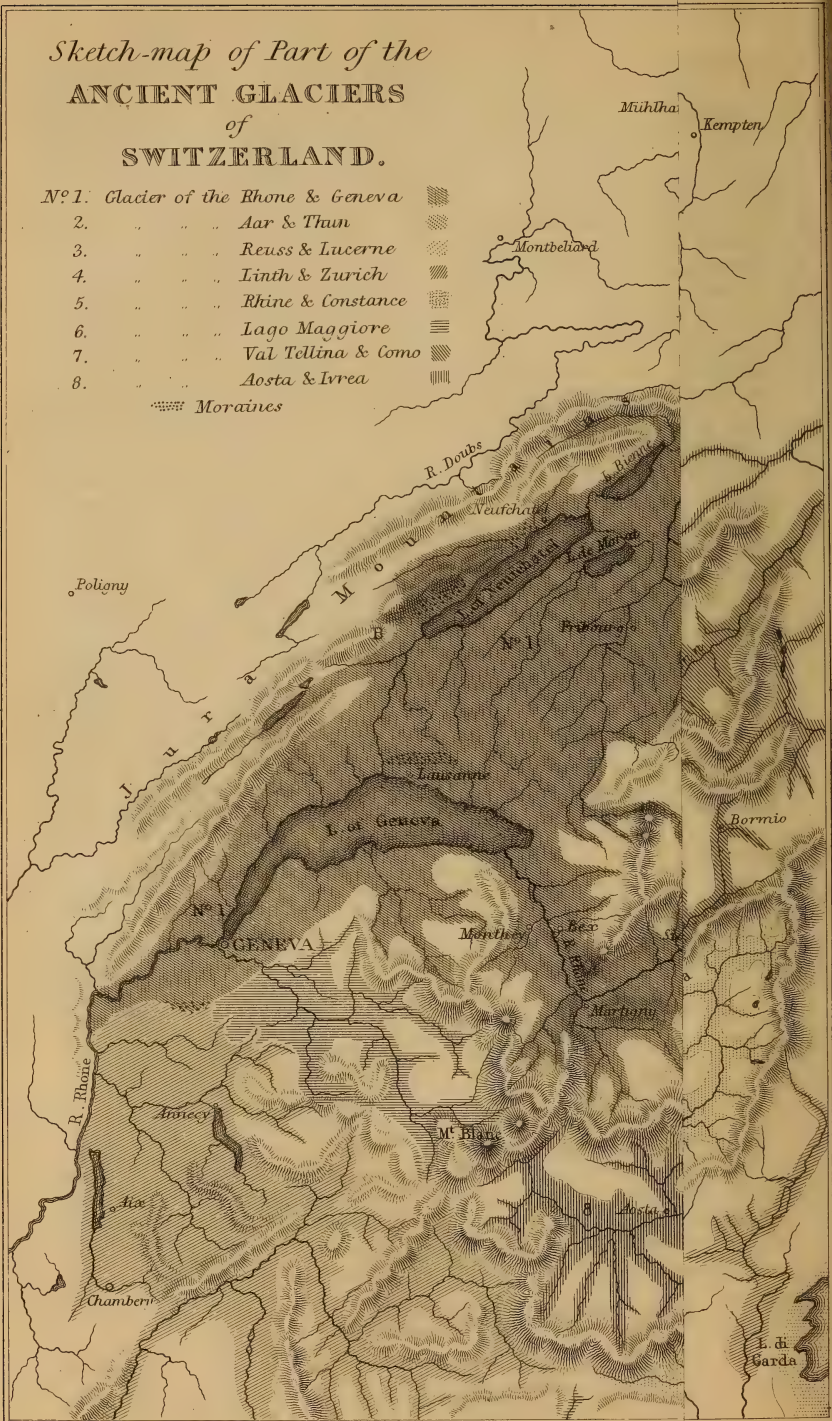 Sketch-map of Part of the
ANCIENT GLACIERS
of
SWITZERLAND.
No 1. Glacier of the Rhone & Geneva
2. " " " Aar & Thun
3. " " " Reuss & Lucerne
4. " " " Linth & Zurich
5. " " " Rhine & Constance
6. " " " Lago Maggiore
7. " " " Val Tellina & Como
8. " " " Aosta & Ivrea
Moraines
Mühlha
Kempten
Montbeliard
R. Doubs
L. Bienne
Neufchatel
L. of Neufchatel
L. de Morat
Jura Mountains
Poligny
B
No 1
Fribourg
Lausanne
L. of Geneva
Bormio
No 1
GENEVA
Monthey
Bex
R. Rhone
Martigny
R. Rhone
Annecy
Mt Blanc
Aix
8
Aosta
Chambery
L. di
Garda